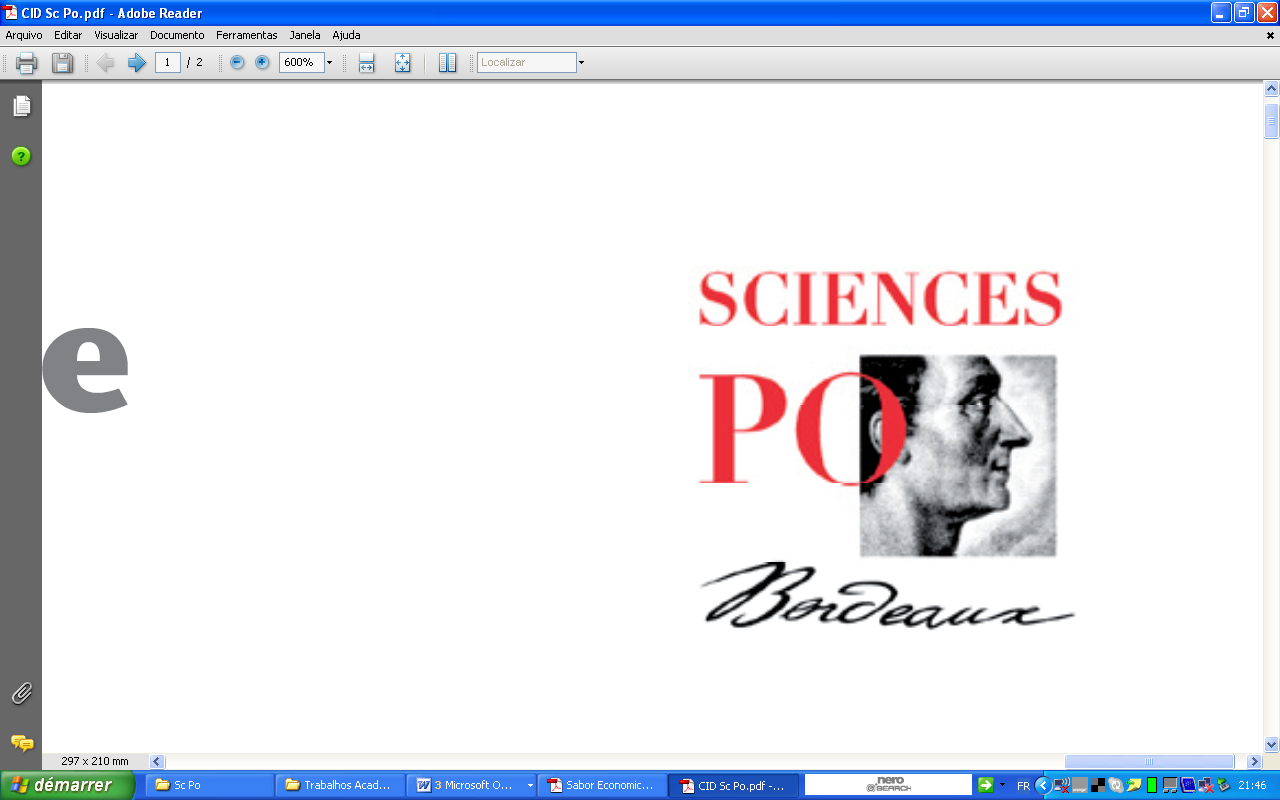 CID Sc Po.pdf - Adobe Reader
Arquivo Editar Visualizar Documento Ferramentas Janela Ajuda
1 / 2 600% Localizar
SCIENCES
e
PO
Bordeaux
297 x 210 mm
démarrer Sc Po Trabalhos Acad... 3 Microsoft O... Sabor Economic... CID Sc Po.pdf -... nero SEARCH FR 21:46